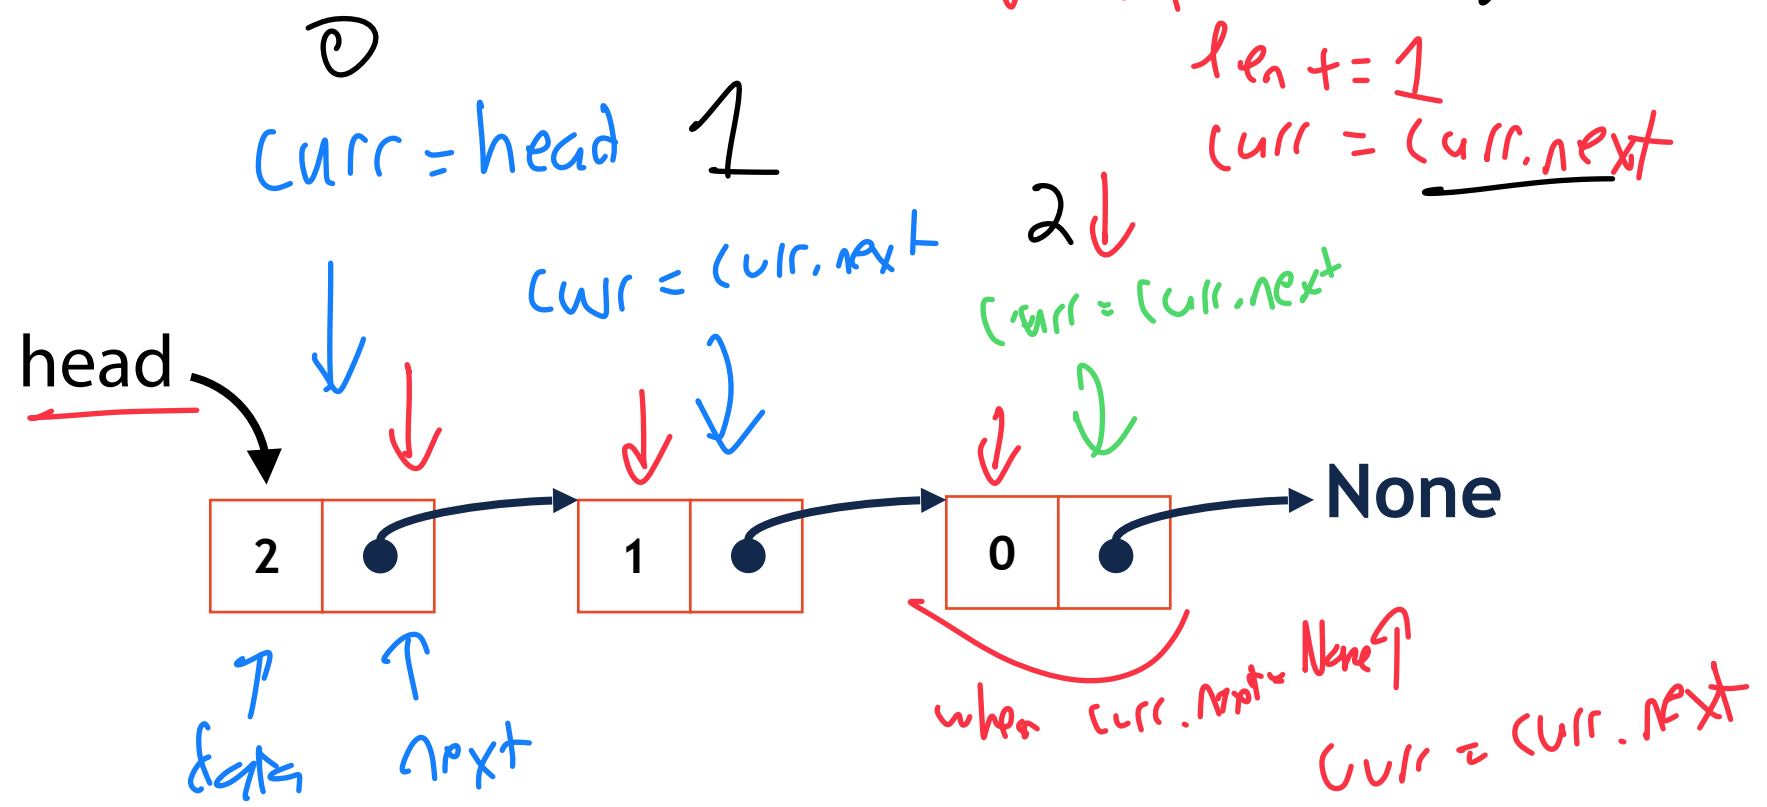 0
len += 1
curr = head
1
curr = curr.next
2
curr = curr.next
curr = curr.next
head
None
2
1
0
when curr.next = None
curr = curr.next
data
next